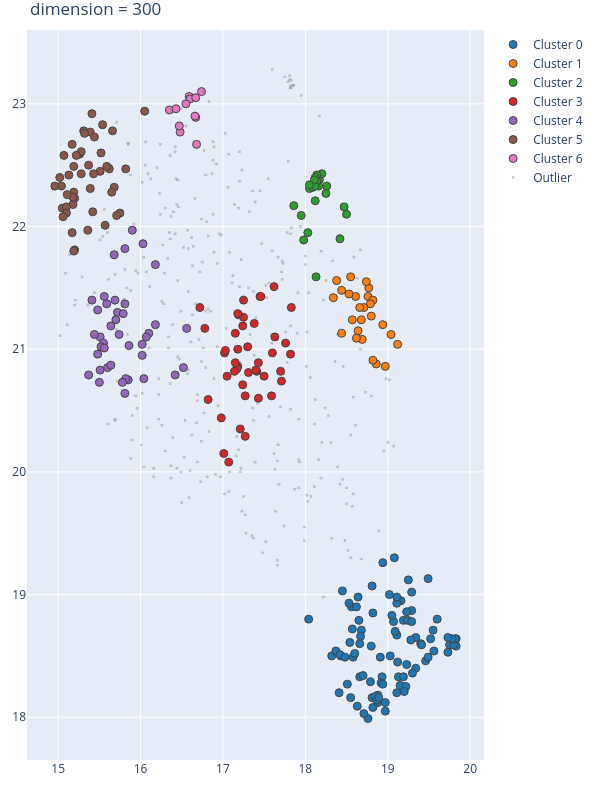 dimension = 300
Cluster 0
Cluster 1
Cluster 2
Cluster 3
Cluster 4
Cluster 5
Cluster 6
Outlier
23
22
21
20
19
18
15 16 17 18 19 20